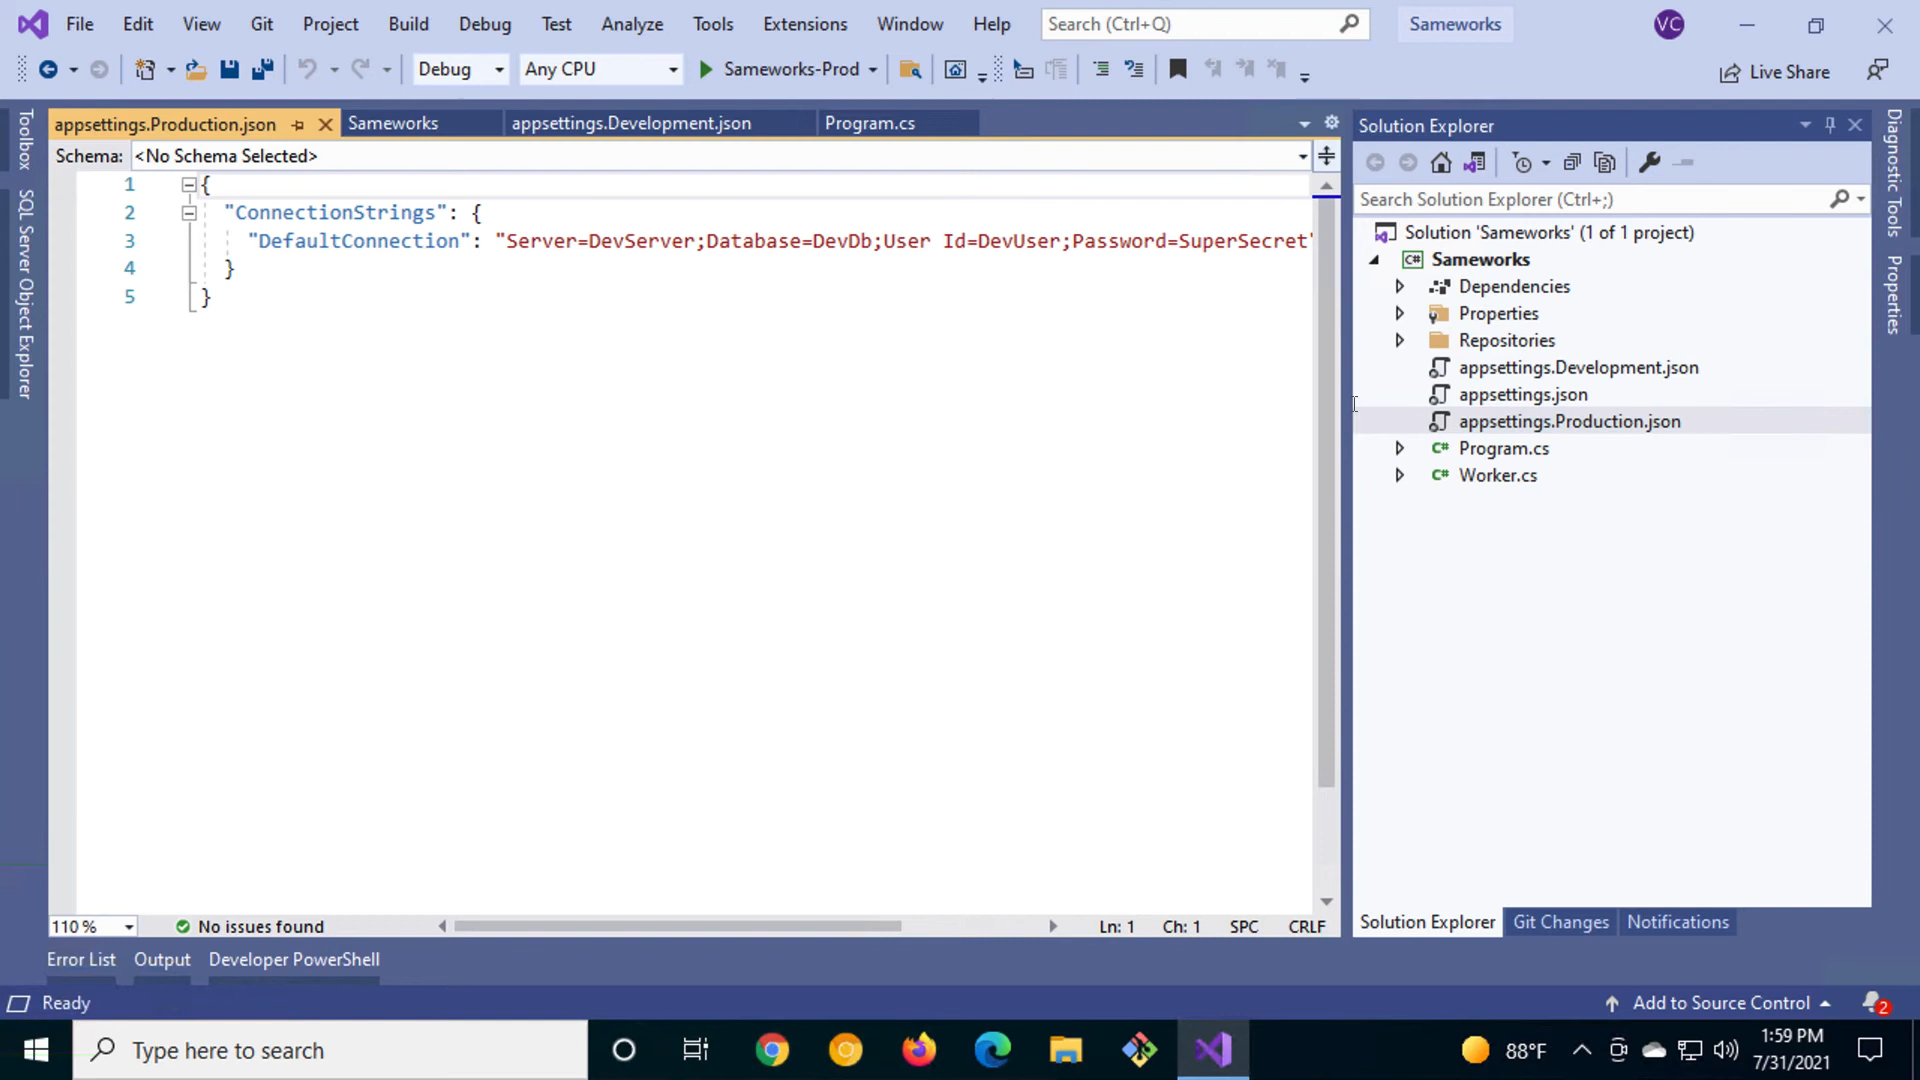 File Edit View Git Project Build Debug Test Analyze Tools Extensions Window Help Search (Ctrl+Q) Sameworks VC
Debug Any CPU Sameworks-Prod Live Share
appsettings.Production.json Sameworks appsettings.Development.json Program.cs
Schema: <No Schema Selected>
1 {
2 "ConnectionStrings": {
3 "DefaultConnection": "Server=DevServer;Database=DevDb;User Id=DevUser;Password=SuperSecret"
4 }
5 }
110 % No issues found Ln: 1 Ch: 1 SPC CRLF
Toolbox
SQL Server Object Explorer
Solution Explorer
Search Solution Explorer (Ctrl+;)
Solution 'Sameworks' (1 of 1 project)
C# Sameworks
Dependencies
Properties
Repositories
appsettings.Development.json
appsettings.json
appsettings.Production.json
C# Program.cs
C# Worker.cs
Solution Explorer Git Changes Notifications
Diagnostic Tools
Properties
Error List Output Developer PowerShell
Ready Add to Source Control 2
Type here to search 88°F 1:59 PM
7/31/2021